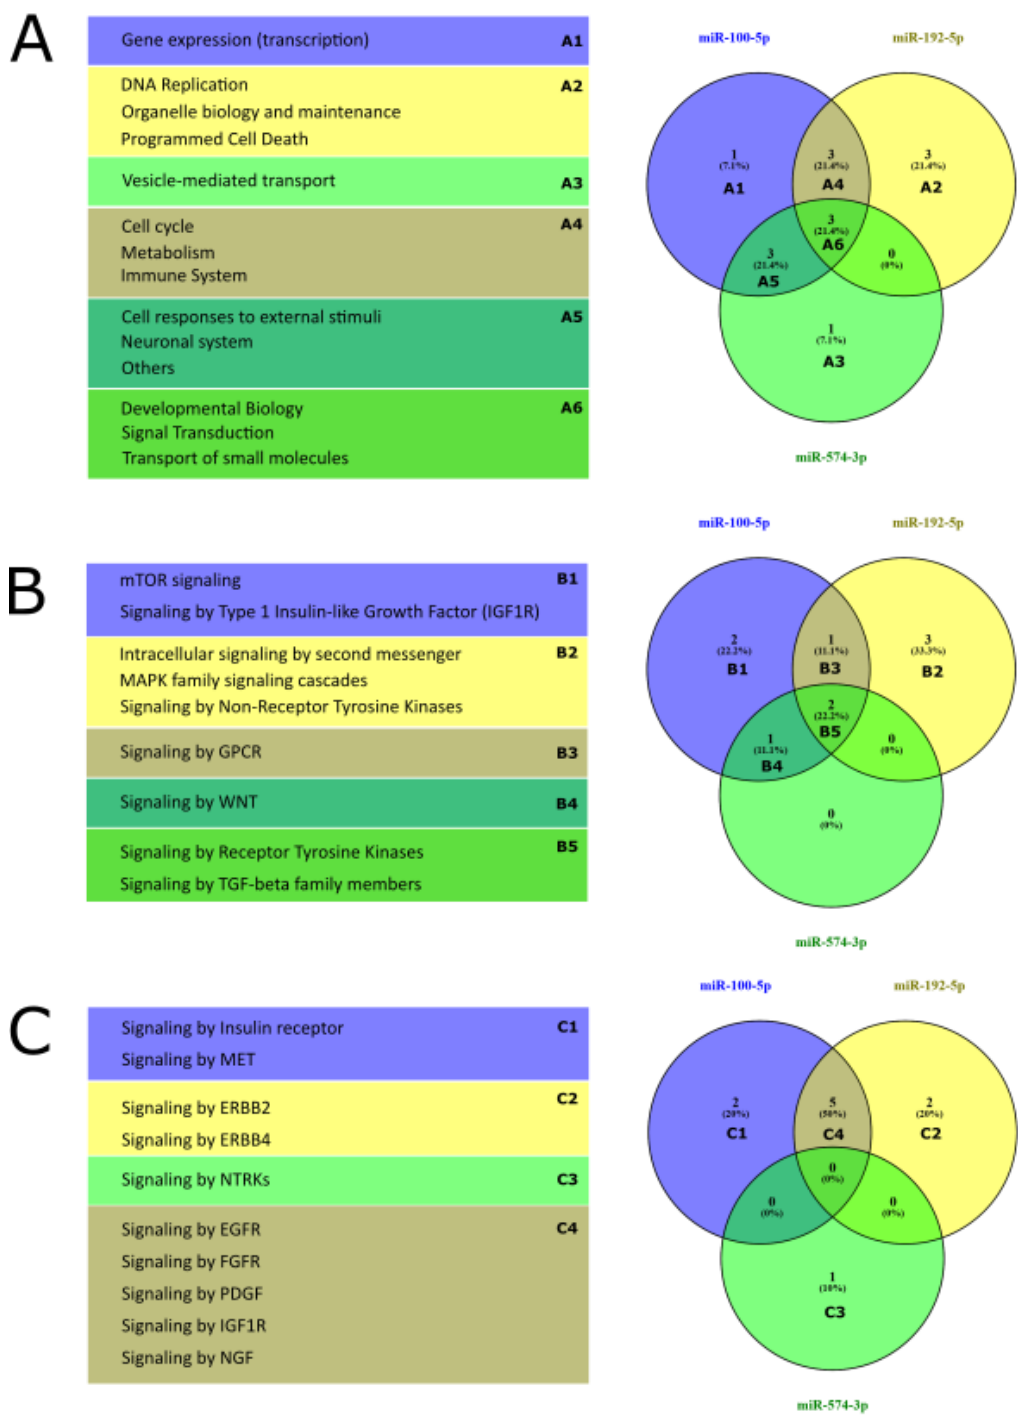 A
Gene expression (transcription) A1
DNA Replication A2
Organelle biology and maintenance
Programmed Cell Death
Vesicle-mediated transport A3
Cell cycle A4
Metabolism
Immune System
Cell responses to external stimuli A5
Neuronal system
Others
Developmental Biology A6
Signal Transduction
Transport of small molecules
miR-100-5p miR-192-5p
1 3 3
(7.1%) (21.4%) (21.4%)
A1 A4 A2
3
(21.4%)
A6
3 0
(21.4%) (0%)
A5
1
(7.1%)
A3
miR-574-3p
B
mTOR signaling B1
Signaling by Type 1 Insulin-like Growth Factor (IGF1R)
Intracellular signaling by second messenger B2
MAPK family signaling cascades
Signaling by Non-Receptor Tyrosine Kinases
Signaling by GPCR B3
Signaling by WNT B4
Signaling by Receptor Tyrosine Kinases B5
Signaling by TGF-beta family members
miR-100-5p miR-192-5p
2 1 3
(22.2%) (11.1%) (33.3%)
B1 B3 B2
2
(22.2%)
B5
1 0
(11.1%) (0%)
B4
0
(0%)
miR-574-3p
C
Signaling by Insulin receptor C1
Signaling by MET
Signaling by ERBB2 C2
Signaling by ERBB4
Signaling by NTRKs C3
Signaling by EGFR C4
Signaling by FGFR
Signaling by PDGF
Signaling by IGF1R
Signaling by NGF
miR-100-5p miR-192-5p
2 5 2
(20%) (50%) (20%)
C1 C4 C2
0
(0%)
0 0
(0%) (0%)
1
(10%)
C3
miR-574-3p